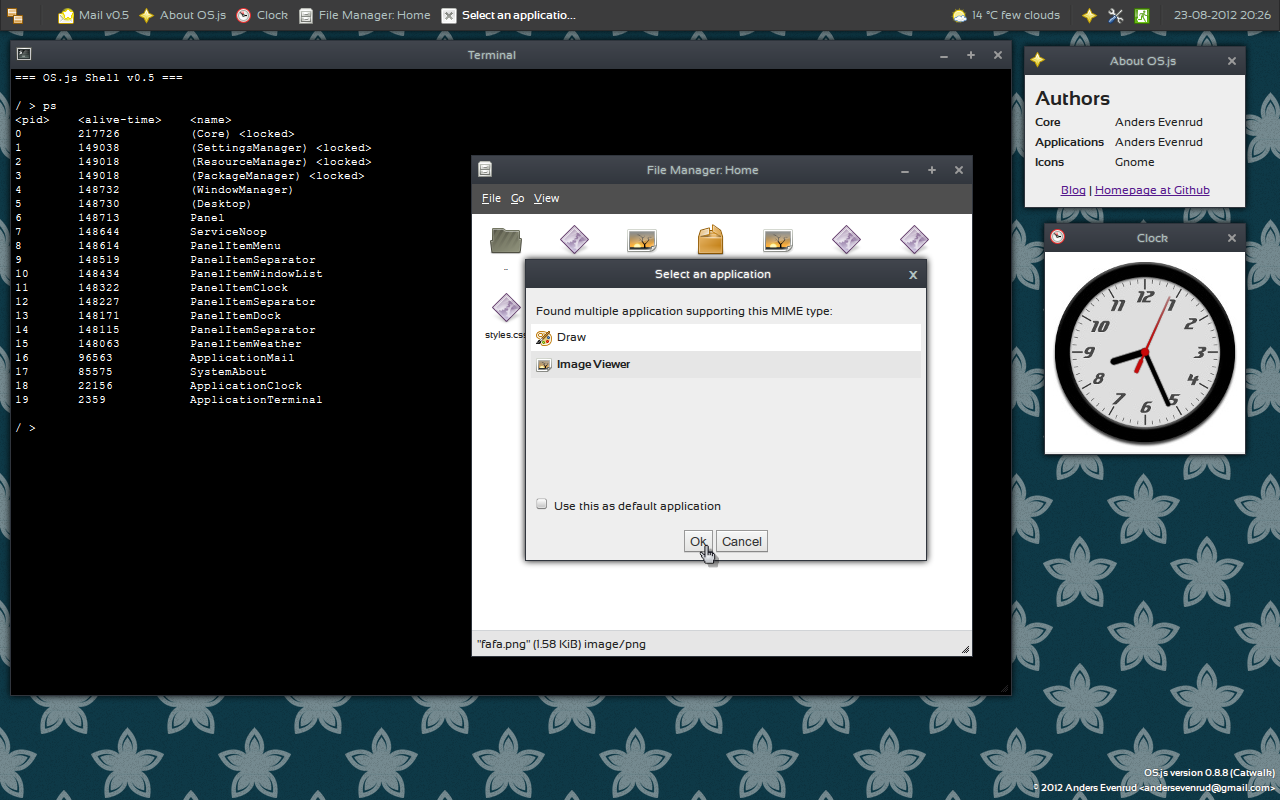 Mail v0.5 About OS.js Clock File Manager: Home Select an applicatio... 14 °C few clouds 23-08-2012 20:26
Terminal
=== OS.js Shell v0.5 ===
/ > ps
<pid> <alive-time> <name>
0 217726 (Core) <locked>
1 149038 (SettingsManager) <locked>
2 149018 (ResourceManager) <locked>
3 149018 (PackageManager) <locked>
4 148732 (WindowManager)
5 148730 (Desktop)
6 148713 Panel
7 148644 ServiceNoop
8 148614 PanelItemMenu
9 148519 PanelItemSeparator
10 148434 PanelItemWindowList
11 148322 PanelItemClock
12 148227 PanelItemSeparator
13 148171 PanelItemDock
14 148115 PanelItemSeparator
15 148063 PanelItemWeather
16 96563 ApplicationMail
17 85575 SystemAbout
18 22156 ApplicationClock
19 2359 ApplicationTerminal
/ >
File Manager: Home
File Go View
..
styles.css
Select an application
x
Found multiple application supporting this MIME type:
Draw
Image Viewer
Use this as default application
Ok Cancel
"fafa.png" (1.58 KiB) image/png
About OS.js
Authors
Core Anders Evenrud
Applications Anders Evenrud
Icons Gnome
Blog | Homepage at Github
Clock
12
1
2
3
4
5
6
7
8
9
10
11
OS.js version 0.8.8 (Catwalk)
© 2012 Anders Evenrud <andersevenrud@gmail.com>